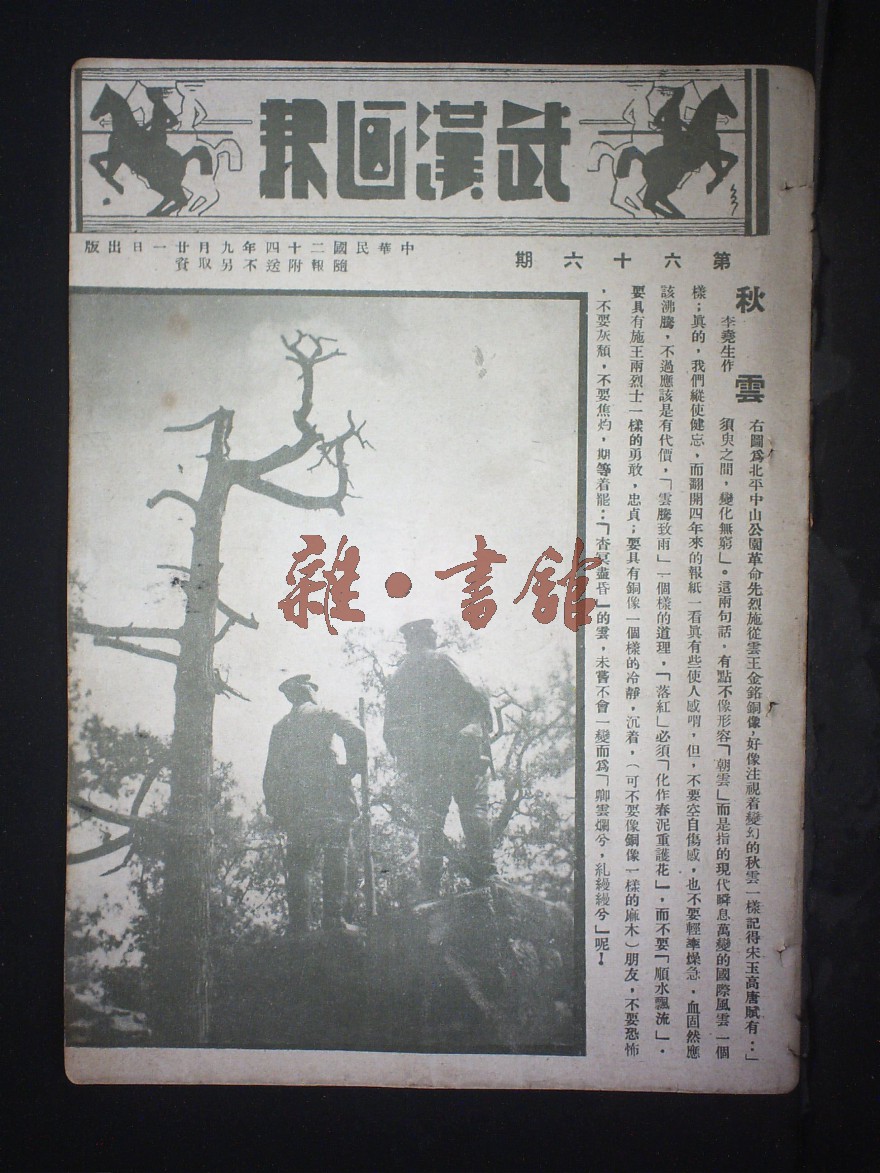 武漢画报
中華民國二十四年九月廿一日出版
隨報附送不另取資
第六十六期
秋雲
李堯生作
右圖爲北平中山公園革命先烈施從雲王金銘銅像，好像注視着變幻的秋雲一樣記得宋玉高唐賦有：「
須臾之間，變化無窮」。這兩句話，有點不像形容「朝雲」而是指的現代瞬息萬變的國際風雲一個
樣；眞的，我們縱使健忘，而翻開四年來的報紙一看眞有些使人感喟，但，不要空自傷感，也不要輕率燥急．血固然應
該沸騰，不過應該是有代價，「雲騰致雨」一個樣的道理，「落紅」必須「化作春泥重護花」，而不要「順水飄流」．
要具有施王兩烈士一樣的勇敢，忠貞；要具有銅像一個樣的冷靜，沉着，（可不要像銅像一樣的麻木）朋友，不要恐怖
，不要灰頹，不要焦灼，期等着罷：「杳冥盡昏」的雲，未嘗不會一變而爲「卿雲爛兮，糺縵縵兮」呢！
雜·書館